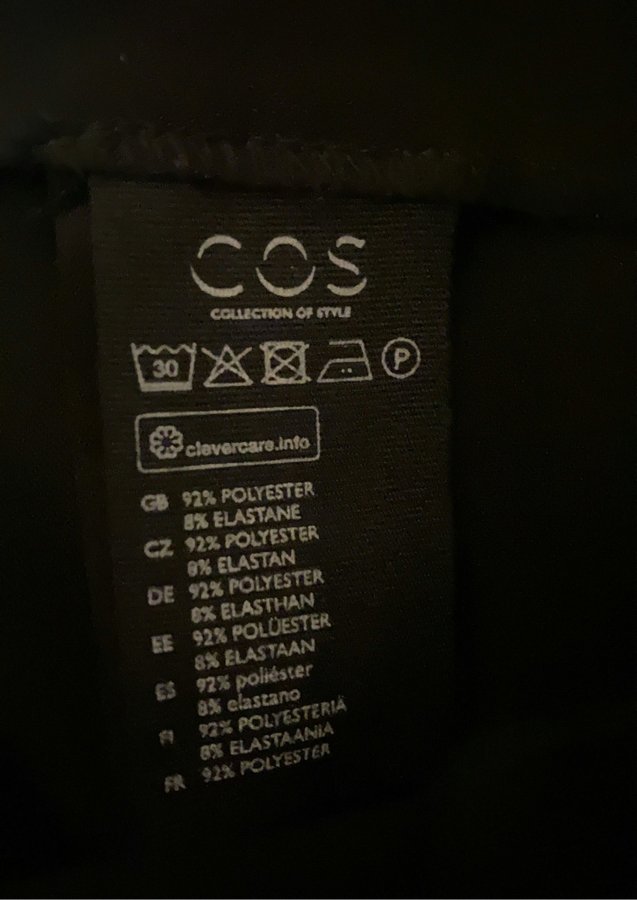 COS
COLLECTION OF STYLE
30 P
clevercare.info
GB 92% POLYESTER
8% ELASTANE
CZ 92% POLYESTER
8% ELASTAN
DE 92% POLYESTER
8% ELASTHAN
EE 92% POLÜESTER
8% ELASTAAN
ES 92% poliéster
8% elastano
FI 92% POLYESTERIÄ
8% ELASTAANIA
FR 92% POLYESTER